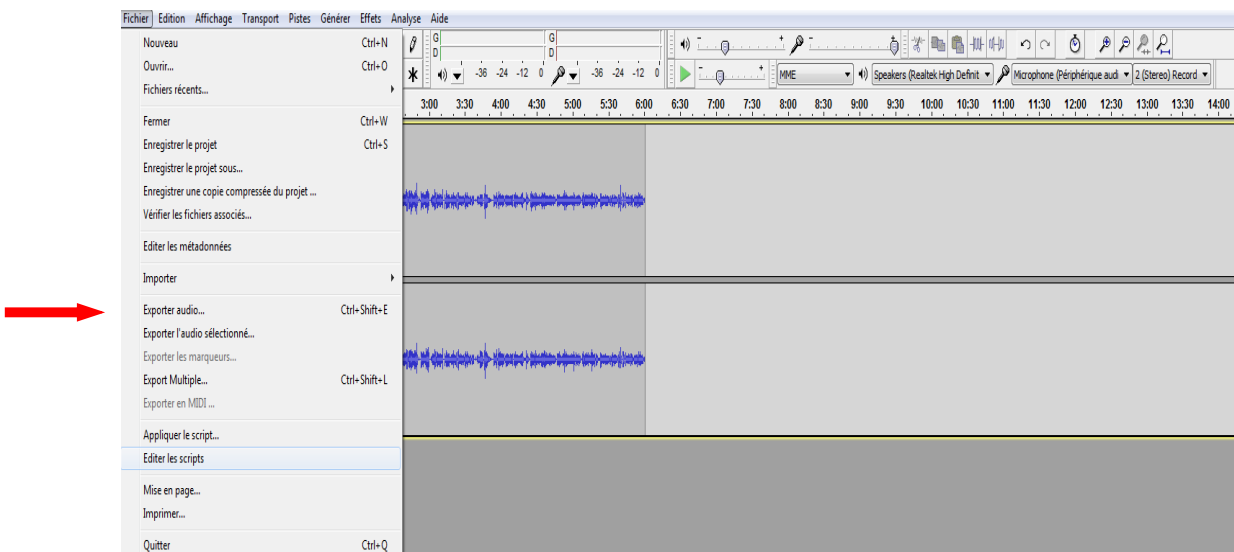 Fichier Edition Affichage Transport Pistes Générer Effets Analyse Aide
Nouveau Ctrl+N
Ouvrir... Ctrl+O
Fichiers récents...
Fermer Ctrl+W
Enregistrer le projet Ctrl+S
Enregistrer le projet sous...
Enregistrer une copie compressée du projet ...
Vérifier les fichiers associés...
Editer les métadonnées
Importer
Exporter audio... Ctrl+Shift+E
Exporter l'audio sélectionné...
Exporter les marqueurs...
Export Multiple... Ctrl+Shift+L
Exporter en MIDI ...
Appliquer le script...
Editer les scripts
Mise en page...
Imprimer...
Quitter Ctrl+Q
G G
D D
-36 -24 -12 0 -36 -24 -12 0
MME Speakers (Realtek High Definit Microphone (Périphérique audi 2 (Stereo) Record
3:00 3:30 4:00 4:30 5:00 5:30 6:00 6:30 7:00 7:30 8:00 8:30 9:00 9:30 10:00 10:30 11:00 11:30 12:00 12:30 13:00 13:30 14:00